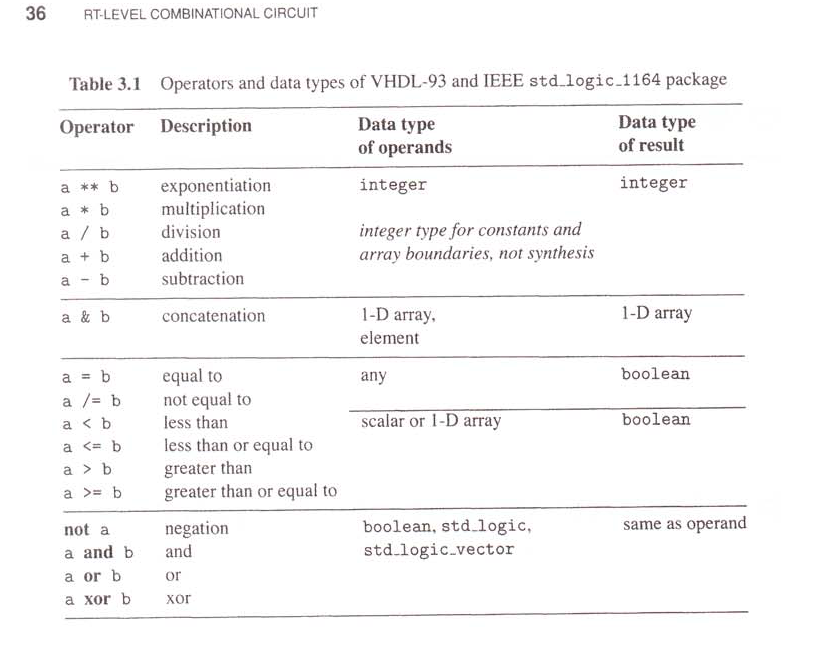 36 RT-LEVEL COMBINATIONAL CIRCUIT
Table 3.1 Operators and data types of VHDL-93 and IEEE std_logic_1164 package
Operator Description Data type of operands Data type of result
a ** b exponentiation integer integer
a * b multiplication
a / b division integer type for constants and
a + b addition array boundaries, not synthesis
a - b subtraction
a & b concatenation 1-D array, 1-D array
element
a = b equal to any boolean
a /= b not equal to
a < b less than scalar or 1-D array boolean
a <= b less than or equal to
a > b greater than
a >= b greater than or equal to
not a negation boolean, std_logic, same as operand
a and b and std_logic_vector
a or b or
a xor b xor